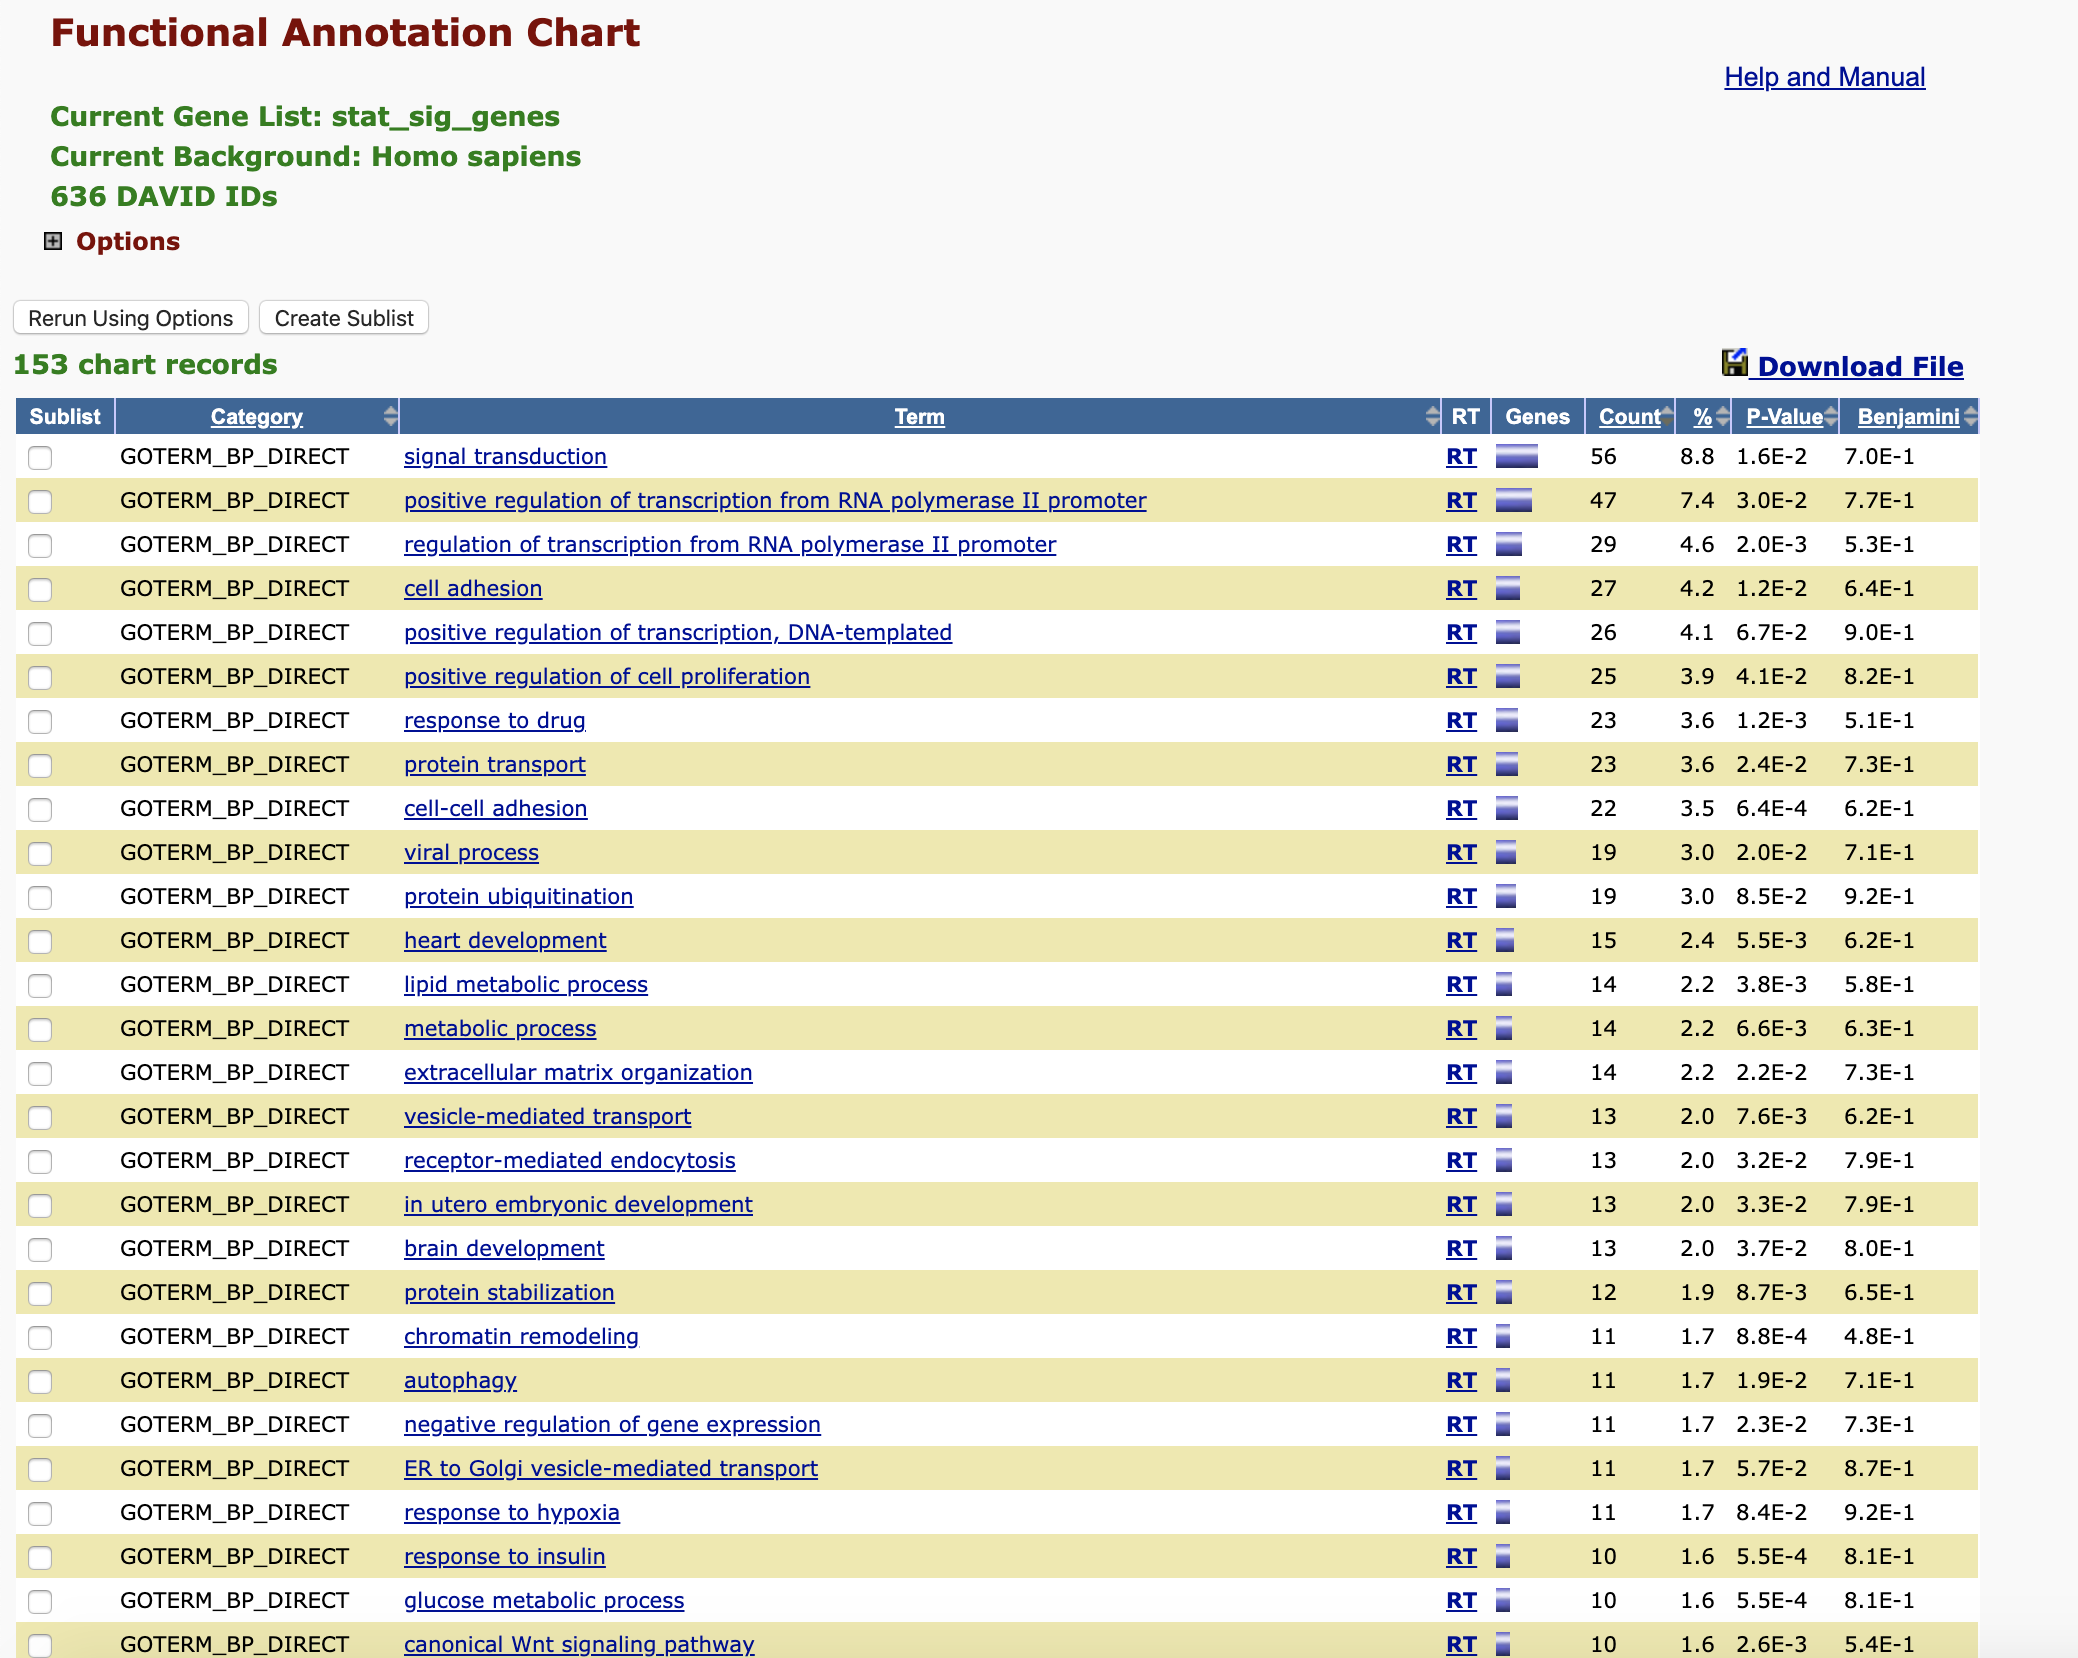 Functional Annotation Chart
Help and Manual
Current Gene List: stat_sig_genes
Current Background: Homo sapiens
636 DAVID IDs
Options
Rerun Using Options Create Sublist
153 chart records
Download File
Sublist Category Term RT Genes Count % P-Value Benjamini
GOTERM_BP_DIRECT signal transduction RT 56 8.8 1.6E-2 7.0E-1
GOTERM_BP_DIRECT positive regulation of transcription from RNA polymerase II promoter RT 47 7.4 3.0E-2 7.7E-1
GOTERM_BP_DIRECT regulation of transcription from RNA polymerase II promoter RT 29 4.6 2.0E-3 5.3E-1
GOTERM_BP_DIRECT cell adhesion RT 27 4.2 1.2E-2 6.4E-1
GOTERM_BP_DIRECT positive regulation of transcription, DNA-templated RT 26 4.1 6.7E-2 9.0E-1
GOTERM_BP_DIRECT positive regulation of cell proliferation RT 25 3.9 4.1E-2 8.2E-1
GOTERM_BP_DIRECT response to drug RT 23 3.6 1.2E-3 5.1E-1
GOTERM_BP_DIRECT protein transport RT 23 3.6 2.4E-2 7.3E-1
GOTERM_BP_DIRECT cell-cell adhesion RT 22 3.5 6.4E-4 6.2E-1
GOTERM_BP_DIRECT viral process RT 19 3.0 2.0E-2 7.1E-1
GOTERM_BP_DIRECT protein ubiquitination RT 19 3.0 8.5E-2 9.2E-1
GOTERM_BP_DIRECT heart development RT 15 2.4 5.5E-3 6.2E-1
GOTERM_BP_DIRECT lipid metabolic process RT 14 2.2 3.8E-3 5.8E-1
GOTERM_BP_DIRECT metabolic process RT 14 2.2 6.6E-3 6.3E-1
GOTERM_BP_DIRECT extracellular matrix organization RT 14 2.2 2.2E-2 7.3E-1
GOTERM_BP_DIRECT vesicle-mediated transport RT 13 2.0 7.6E-3 6.2E-1
GOTERM_BP_DIRECT receptor-mediated endocytosis RT 13 2.0 3.2E-2 7.9E-1
GOTERM_BP_DIRECT in utero embryonic development RT 13 2.0 3.3E-2 7.9E-1
GOTERM_BP_DIRECT brain development RT 13 2.0 3.7E-2 8.0E-1
GOTERM_BP_DIRECT protein stabilization RT 12 1.9 8.7E-3 6.5E-1
GOTERM_BP_DIRECT chromatin remodeling RT 11 1.7 8.8E-4 4.8E-1
GOTERM_BP_DIRECT autophagy RT 11 1.7 1.9E-2 7.1E-1
GOTERM_BP_DIRECT negative regulation of gene expression RT 11 1.7 2.3E-2 7.3E-1
GOTERM_BP_DIRECT ER to Golgi vesicle-mediated transport RT 11 1.7 5.7E-2 8.7E-1
GOTERM_BP_DIRECT response to hypoxia RT 11 1.7 8.4E-2 9.2E-1
GOTERM_BP_DIRECT response to insulin RT 10 1.6 5.5E-4 8.1E-1
GOTERM_BP_DIRECT glucose metabolic process RT 10 1.6 5.5E-4 8.1E-1
GOTERM_BP_DIRECT canonical Wnt signaling pathway RT 10 1.6 2.6E-3 5.4E-1